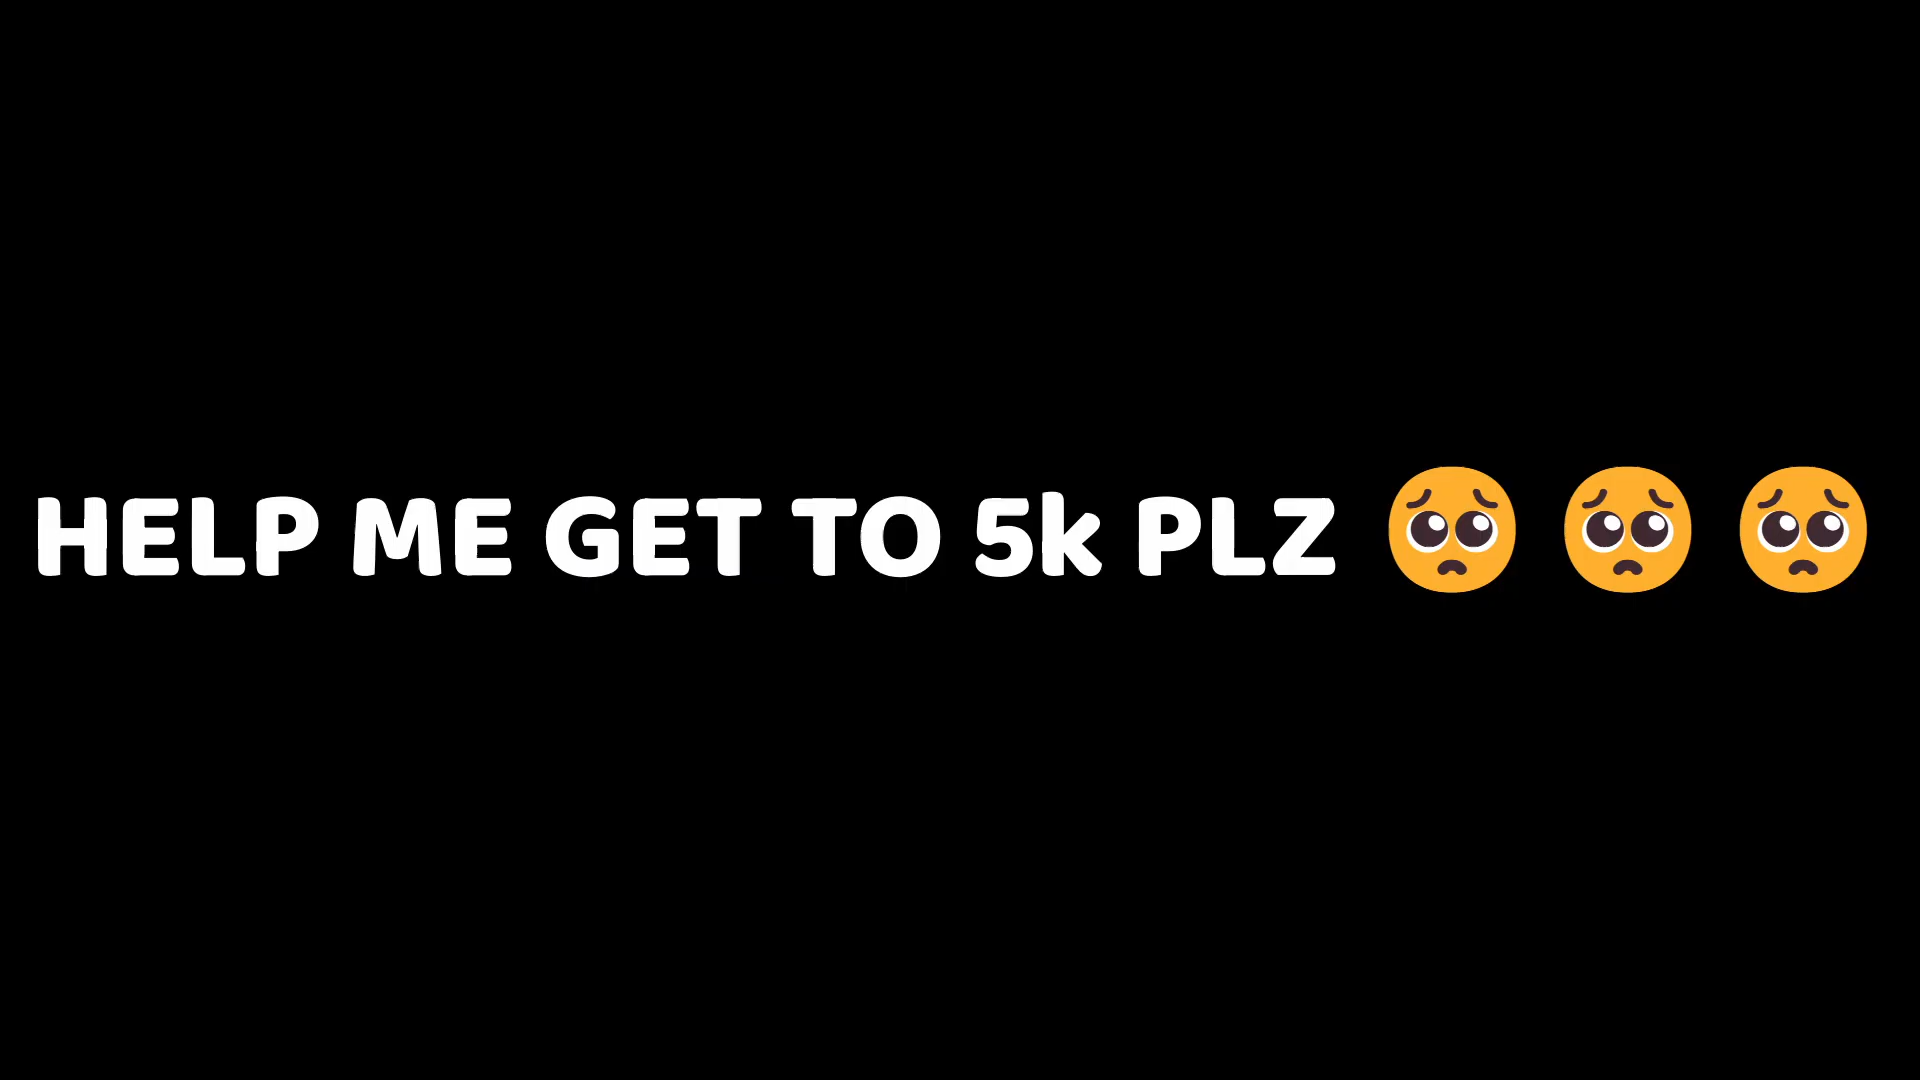 HELP ME GET TO 5k PLZ 🥺 🥺 🥺